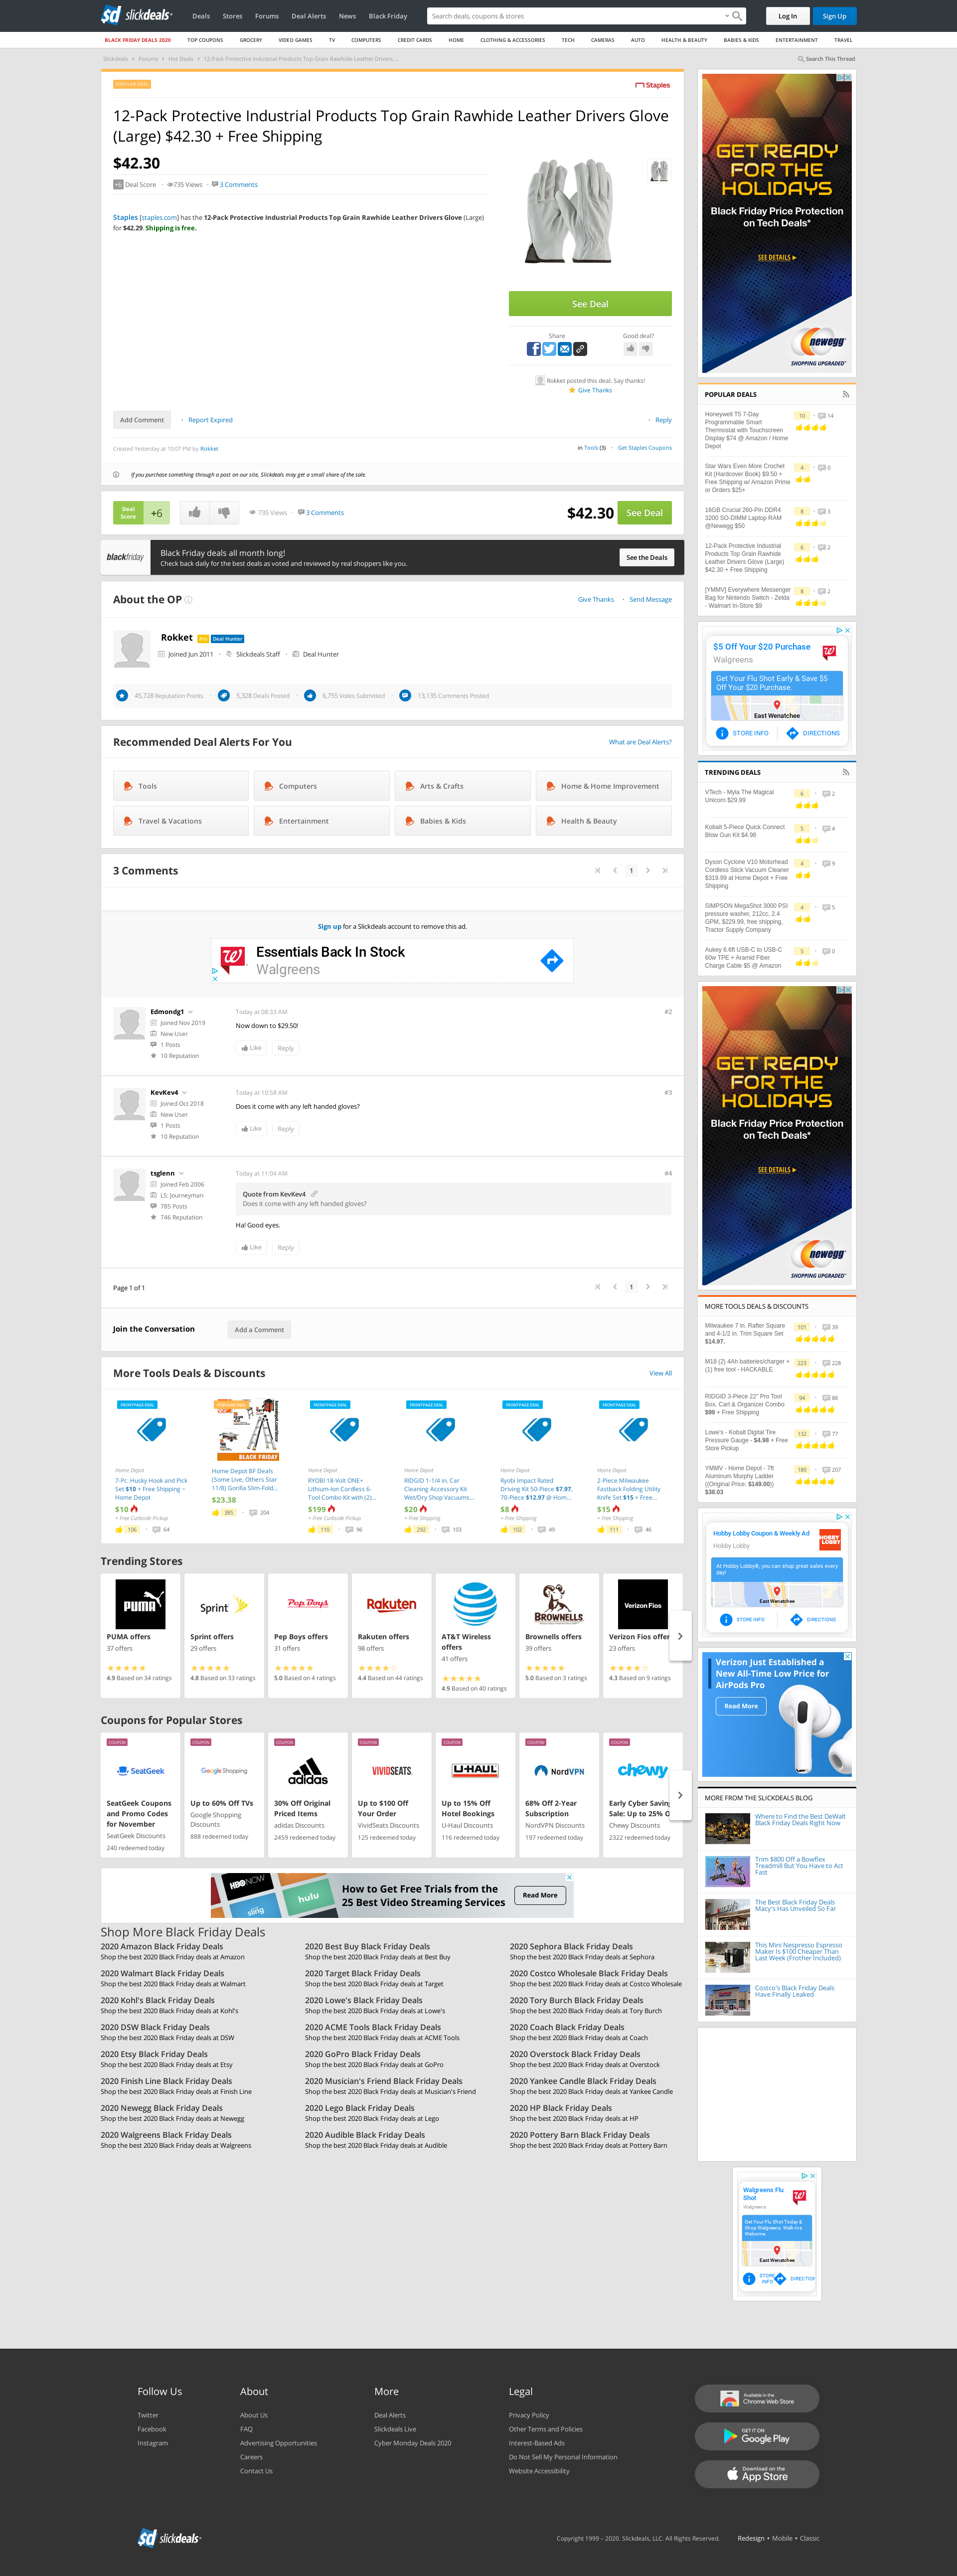 slickdeals
Deals
Stores
Forums
Deal Alerts
News
Black Friday
Search deals, coupons & stores
Log In
Sign Up
BLACK FRIDAY DEALS 2020
TOP COUPONS
GROCERY
VIDEO GAMES
TV
COMPUTERS
CREDIT CARDS
HOME
CLOTHING & ACCESSORIES
TECH
CAMERAS
AUTO
HEALTH & BEAUTY
BABIES & KIDS
ENTERTAINMENT
TRAVEL
Slickdeals > Forums > Hot Deals > 12-Pack Protective Industrial Products Top Grain Rawhide Leather Drivers ...
Search This Thread
POPULAR DEAL
Staples
12-Pack Protective Industrial Products Top Grain Rawhide Leather Drivers Glove
(Large) $42.30 + Free Shipping
$42.30
+6 Deal Score
735 Views
3 Comments
Staples [staples.com] has the 12-Pack Protective Industrial Products Top Grain Rawhide Leather Drivers Glove (Large)
for $42.29. Shipping is free.
See Deal
Share
Good deal?
Rokket posted this deal. Say thanks!
Give Thanks
Add Comment
Report Expired
Reply
Created Yesterday at 10:07 PM by Rokket
in Tools (3)
Get Staples Coupons
If you purchase something through a post on our site, Slickdeals may get a small share of the sale.
Deal
Score
+6
735 Views
3 Comments
$42.30
See Deal
blackfriday
Black Friday deals all month long!
Check back daily for the best deals as voted and reviewed by real shoppers like you.
See the Deals
About the OP
Give Thanks
Send Message
Rokket
Pro
Deal Hunter
Joined Jun 2011
Slickdeals Staff
Deal Hunter
45,728 Reputation Points
5,328 Deals Posted
6,755 Votes Submitted
13,135 Comments Posted
Recommended Deal Alerts For You
What are Deal Alerts?
Tools
Computers
Arts & Crafts
Home & Home Improvement
Travel & Vacations
Entertainment
Babies & Kids
Health & Beauty
3 Comments
1
Sign up for a Slickdeals account to remove this ad.
Essentials Back In Stock
Walgreens
Edmondg1
Joined Nov 2019
New User
1 Posts
10 Reputation
Today at 08:33 AM
#2
Now down to $29.50!
Like
Reply
KevKev4
Joined Oct 2018
New User
1 Posts
10 Reputation
Today at 10:58 AM
#3
Does it come with any left handed gloves?
Like
Reply
tsglenn
Joined Feb 2006
L5: Journeyman
785 Posts
746 Reputation
Today at 11:04 AM
#4
Quote from KevKev4
Does it come with any left handed gloves?
Ha! Good eyes.
Like
Reply
Page 1 of 1
1
Join the Conversation
Add a Comment
More Tools Deals & Discounts
View All
FRONTPAGE DEAL
Home Depot
7-Pc. Husky Hook and Pick
Set $10 + Free Shipping ~
Home Depot
$10
+ Free Curbside Pickup
106
64
POPULAR DEAL
BLACK FRIDAY
Home Depot BF Deals
(Some Live, Others Star
11/8) Gorilla Slim-Fold...
$23.38
385
204
FRONTPAGE DEAL
Home Depot
RYOBI 18-Volt ONE+
Lithium-Ion Cordless 6-
Tool Combo Kit with (2)...
$199
+ Free Curbside Pickup
110
96
FRONTPAGE DEAL
Home Depot
RIDGID 1-1/4 in. Car
Cleaning Accessory Kit
Wet/Dry Shop Vacuums...
$20
+ Free Shipping
292
103
FRONTPAGE DEAL
Home Depot
Ryobi Impact Rated
Driving Kit 50-Piece $7.97,
70-Piece $12.97 @ Hom...
$8
+ Free Shipping
102
49
FRONTPAGE DEAL
Home Depot
2-Piece Milwaukee
Fastback Folding Utility
Knife Set $15 + Free...
$15
+ Free Shipping
111
46
Trending Stores
PUMA
PUMA offers
37 offers
4.9 Based on 34 ratings
Sprint
Sprint offers
29 offers
4.8 Based on 33 ratings
Pep Boys
Pep Boys offers
31 offers
5.0 Based on 4 ratings
Rakuten
Rakuten offers
98 offers
4.4 Based on 44 ratings
AT&T Wireless
offers
41 offers
4.9 Based on 40 ratings
BROWNELLS
Brownells offers
39 offers
5.0 Based on 3 ratings
Verizon Fios
Verizon Fios offers
23 offers
4.3 Based on 9 ratings
Coupons for Popular Stores
COUPON
SeatGeek
SeatGeek Coupons
and Promo Codes
for November
SeatGeek Discounts
240 redeemed today
COUPON
Google Shopping
Up to 60% Off TVs
Google Shopping
Discounts
888 redeemed today
COUPON
adidas
30% Off Original
Priced Items
adidas Discounts
2459 redeemed today
COUPON
VIVIDSEATS
Up to $100 Off
Your Order
VividSeats Discounts
125 redeemed today
COUPON
U-HAUL
Up to 15% Off
Hotel Bookings
U-Haul Discounts
116 redeemed today
COUPON
NordVPN
68% Off 2-Year
Subscription
NordVPN Discounts
197 redeemed today
COUPON
chewy
Early Cyber Savings
Sale: Up to 25% O
Chewy Discounts
2322 redeemed today
HBO NOW
sling
hulu
How to Get Free Trials from the
25 Best Video Streaming Services
Read More
Shop More Black Friday Deals
2020 Amazon Black Friday Deals
Shop the best 2020 Black Friday deals at Amazon
2020 Best Buy Black Friday Deals
Shop the best 2020 Black Friday deals at Best Buy
2020 Sephora Black Friday Deals
Shop the best 2020 Black Friday deals at Sephora
2020 Walmart Black Friday Deals
Shop the best 2020 Black Friday deals at Walmart
2020 Target Black Friday Deals
Shop the best 2020 Black Friday deals at Target
2020 Costco Wholesale Black Friday Deals
Shop the best 2020 Black Friday deals at Costco Wholesale
2020 Kohl's Black Friday Deals
Shop the best 2020 Black Friday deals at Kohl's
2020 Lowe's Black Friday Deals
Shop the best 2020 Black Friday deals at Lowe's
2020 Tory Burch Black Friday Deals
Shop the best 2020 Black Friday deals at Tory Burch
2020 DSW Black Friday Deals
Shop the best 2020 Black Friday deals at DSW
2020 ACME Tools Black Friday Deals
Shop the best 2020 Black Friday deals at ACME Tools
2020 Coach Black Friday Deals
Shop the best 2020 Black Friday deals at Coach
2020 Etsy Black Friday Deals
Shop the best 2020 Black Friday deals at Etsy
2020 GoPro Black Friday Deals
Shop the best 2020 Black Friday deals at GoPro
2020 Overstock Black Friday Deals
Shop the best 2020 Black Friday deals at Overstock
2020 Finish Line Black Friday Deals
Shop the best 2020 Black Friday deals at Finish Line
2020 Musician's Friend Black Friday Deals
Shop the best 2020 Black Friday deals at Musician's Friend
2020 Yankee Candle Black Friday Deals
Shop the best 2020 Black Friday deals at Yankee Candle
2020 Newegg Black Friday Deals
Shop the best 2020 Black Friday deals at Newegg
2020 Lego Black Friday Deals
Shop the best 2020 Black Friday deals at Lego
2020 HP Black Friday Deals
Shop the best 2020 Black Friday deals at HP
2020 Walgreens Black Friday Deals
Shop the best 2020 Black Friday deals at Walgreens
2020 Audible Black Friday Deals
Shop the best 2020 Black Friday deals at Audible
2020 Pottery Barn Black Friday Deals
Shop the best 2020 Black Friday deals at Pottery Barn
GET READY
FOR THE
HOLIDAYS
Black Friday Price Protection
on Tech Deals*
SEE DETAILS
newegg
SHOPPING UPGRADED
POPULAR DEALS
Honeywell T5 7-Day
Programmable Smart
Thermostat with Touchscreen
Display $74 @ Amazon / Home
Depot
10
14
Star Wars Even More Crochet
Kit (Hardcover Book) $9.50 +
Free Shipping w/ Amazon Prime
or Orders $25+
4
0
16GB Crucial 260-Pin DDR4
3200 SO-DIMM Laptop RAM
@Newegg $50
8
3
12-Pack Protective Industrial
Products Top Grain Rawhide
Leather Drivers Glove (Large)
$42.30 + Free Shipping
6
2
[YMMV] Everywhere Messenger
Bag for Nintendo Switch - Zelda
- Walmart In-Store $9
8
2
$5 Off Your $20 Purchase
Walgreens
Get Your Flu Shot Early & Save $5
Off Your $20 Purchase.
East Wenatchee
STORE INFO
DIRECTIONS
TRENDING DEALS
VTech - Myla The Magical
Unicorn $29.99
6
2
Kobalt 5-Piece Quick Connect
Blow Gun Kit $4.98
5
4
Dyson Cyclone V10 Motorhead
Cordless Stick Vacuum Cleaner
$319.99 at Home Depot + Free
Shipping
4
9
SIMPSON MegaShot 3000 PSI
pressure washer, 212cc, 2.4
GPM, $229.99, free shipping,
Tractor Supply Company
4
5
Aukey 6.6ft USB-C to USB-C
60w TPE + Aramid Fiber
Charge Cable $5 @ Amazon
5
0
GET READY
FOR THE
HOLIDAYS
Black Friday Price Protection
on Tech Deals*
SEE DETAILS
newegg
SHOPPING UPGRADED
MORE TOOLS DEALS & DISCOUNTS
Milwaukee 7 in. Rafter Square
and 4-1/2 in. Trim Square Set
$14.97.
101
39
M18 (2) 4Ah batteries/charger +
(1) free tool - HACKABLE
223
228
RIDGID 3-Piece 22" Pro Tool
Box, Cart & Organizer Combo
$99 + Free Shipping
94
88
Lowe's - Kobalt Digital Tire
Pressure Gauge - $4.98 + Free
Store Pickup
132
77
YMMV - Home Depot - 7ft
Aluminum Murphy Ladder
((Original Price: $149.00))
$38.03
180
207
Hobby Lobby Coupon & Weekly Ad
Hobby Lobby
HOBBY
LOBBY
At Hobby Lobby®, you can shop great sales every
day!
East Wenatchee
STORE INFO
DIRECTIONS
Verizon Just Established a
New All-Time Low Price for
AirPods Pro
Read More
MORE FROM THE SLICKDEALS BLOG
Where to Find the Best DeWalt
Black Friday Deals Right Now
Trim $800 Off a Bowflex
Treadmill But You Have to Act
Fast
The Best Black Friday Deals
Macy's Has Unveiled So Far
This Mini Nespresso Espresso
Maker Is $100 Cheaper Than
Last Week (Frother Included)
Costco's Black Friday Deals
Have Finally Leaked
Walgreens Flu
Shot
Walgreens
Get Your Flu Shot Today &
Shop Walgreens. Walk-Ins
Welcome.
East Wenatchee
STORE
INFO
DIRECTION
Follow Us
Twitter
Facebook
Instagram
About
About Us
FAQ
Advertising Opportunities
Careers
Contact Us
More
Deal Alerts
Slickdeals Live
Cyber Monday Deals 2020
Legal
Privacy Policy
Other Terms and Policies
Interest-Based Ads
Do Not Sell My Personal Information
Website Accessibility
Available in the
Chrome Web Store
GET IT ON
Google Play
Download on the
App Store
slickdeals
Copyright 1999 – 2020. Slickdeals, LLC. All Rights Reserved.
Redesign • Mobile • Classic